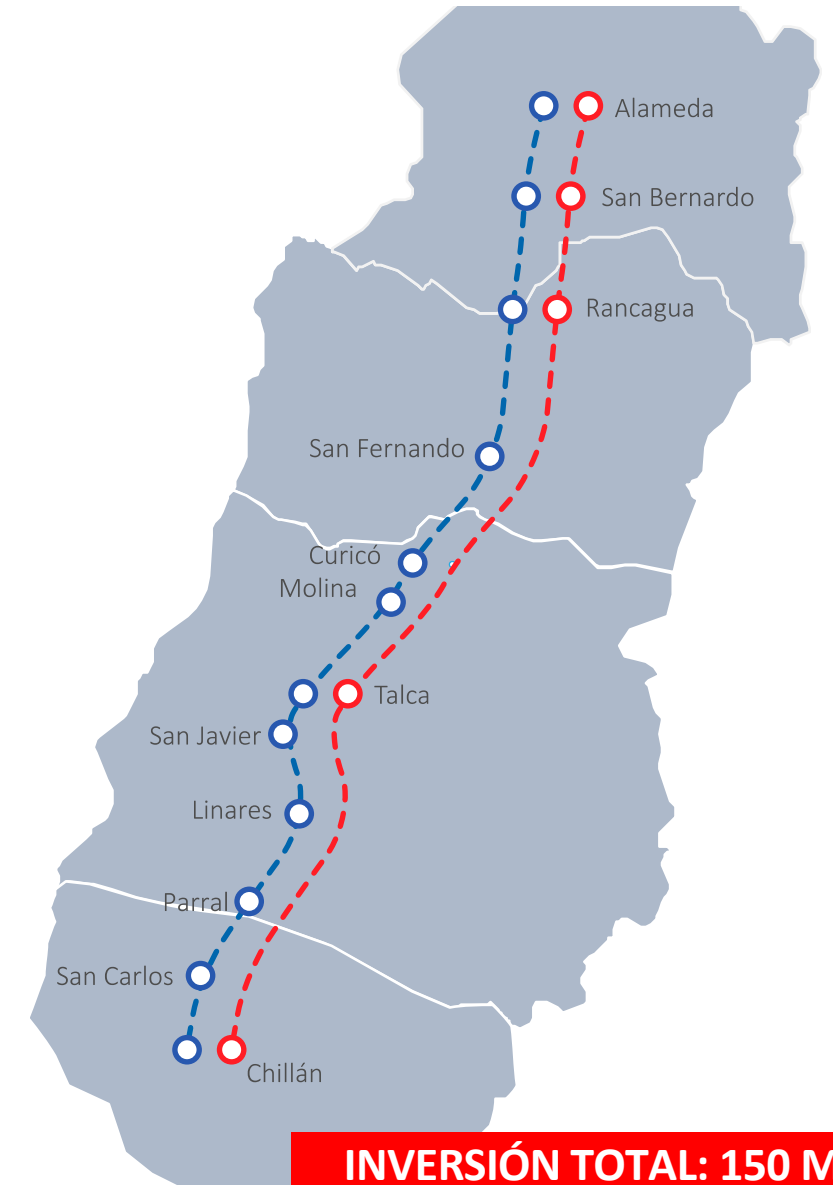 Alameda
San Bernardo
Rancagua
San Fernando
Curicó
Molina
Talca
San Javier
Linares
Parral
San Carlos
Chillán
INVERSIÓN TOTAL: 150 M